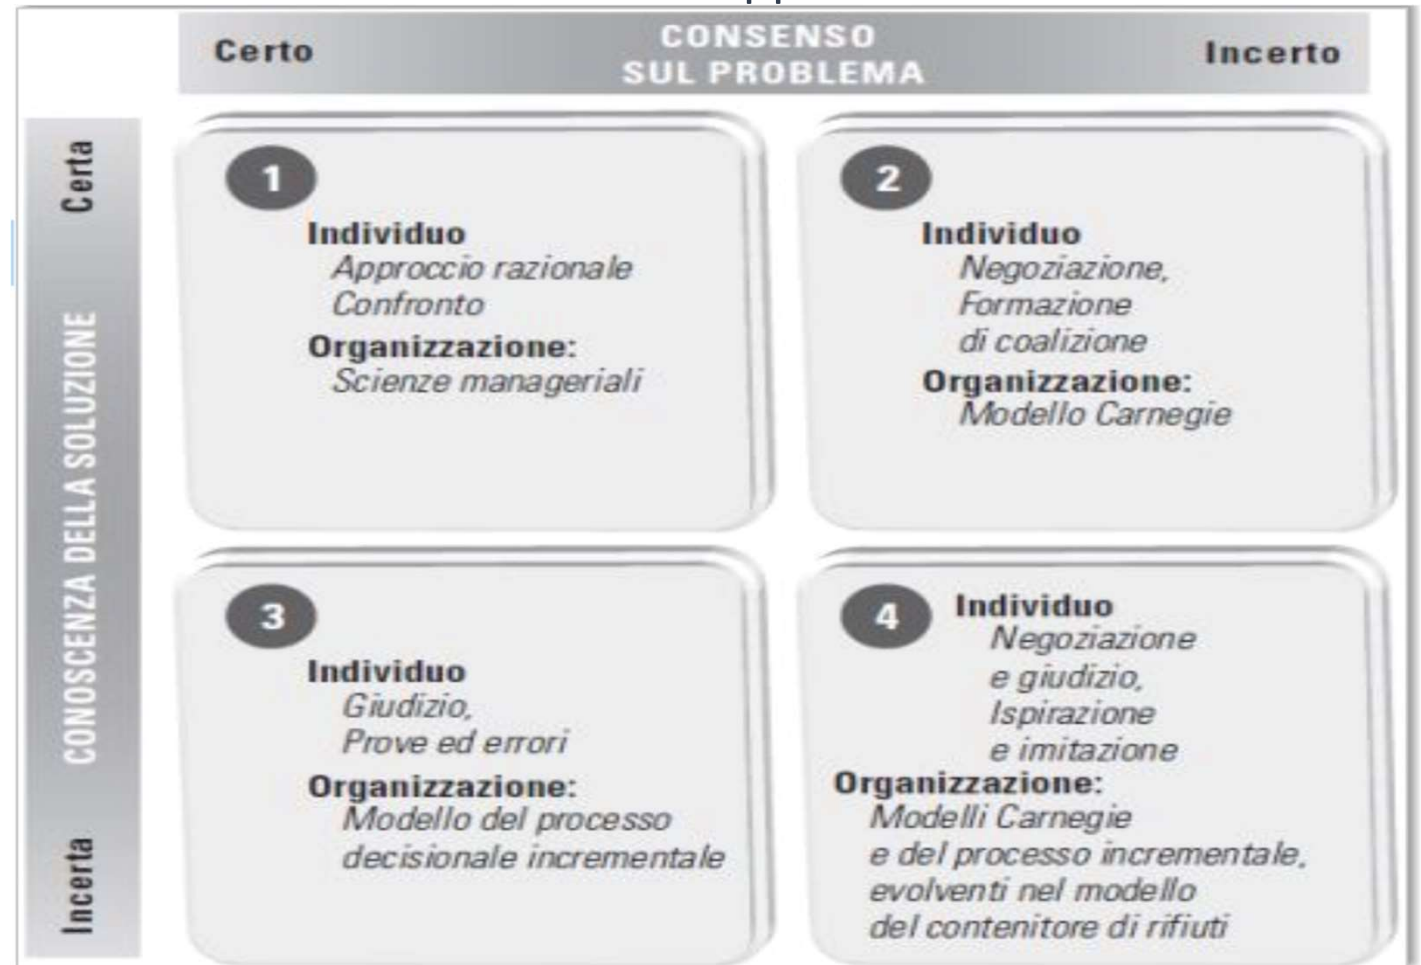 Certo
CONSENSO
SUL PROBLEMA
Incerto
Certa
CONOSCENZA DELLA SOLUZIONE
Incerta
1
Individuo
Approccio razionale
Confronto
Organizzazione:
Scienze manageriali
2
Individuo
Negoziazione,
Formazione
di coalizione
Organizzazione:
Modello Carnegie
3
Individuo
Giudizio,
Prove ed errori
Organizzazione:
Modello del processo
decisionale incrementale
4
Individuo
Negoziazione
e giudizio,
Ispirazione
e imitazione
Organizzazione:
Modelli Carnegie
e del processo incrementale,
evolventi nel modello
del contenitore di rifiuti